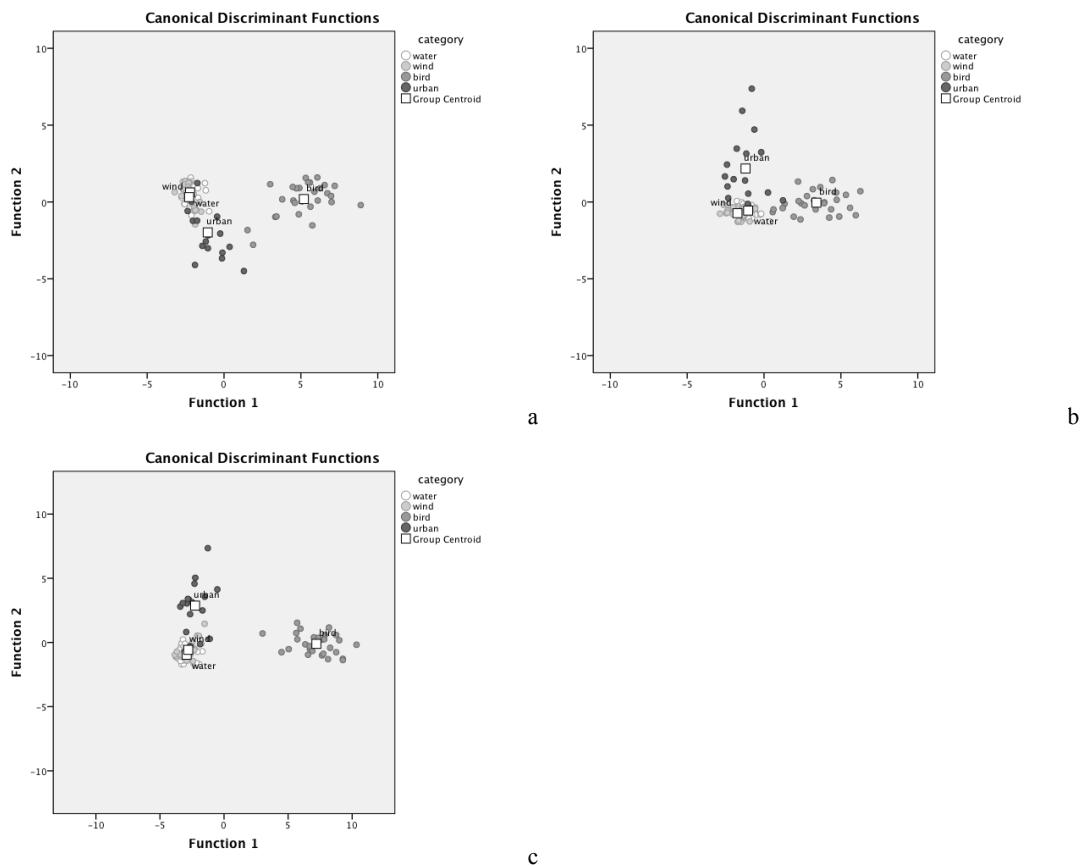 Canonical Discriminant Functions
category
water
wind
bird
urban
Group Centroid
Function 2
10
5
0
-5
-10
wind
water
urban
bird
-10 -5 0 5 10
Function 1
a
Canonical Discriminant Functions
category
water
wind
bird
urban
Group Centroid
Function 2
10
5
0
-5
-10
urban
bird
wind
water
-10 -5 0 5 10
Function 1
b
Canonical Discriminant Functions
category
water
wind
bird
urban
Group Centroid
Function 2
10
5
0
-5
-10
urban
wind
bird
water
-10 -5 0 5 10
Function 1
c